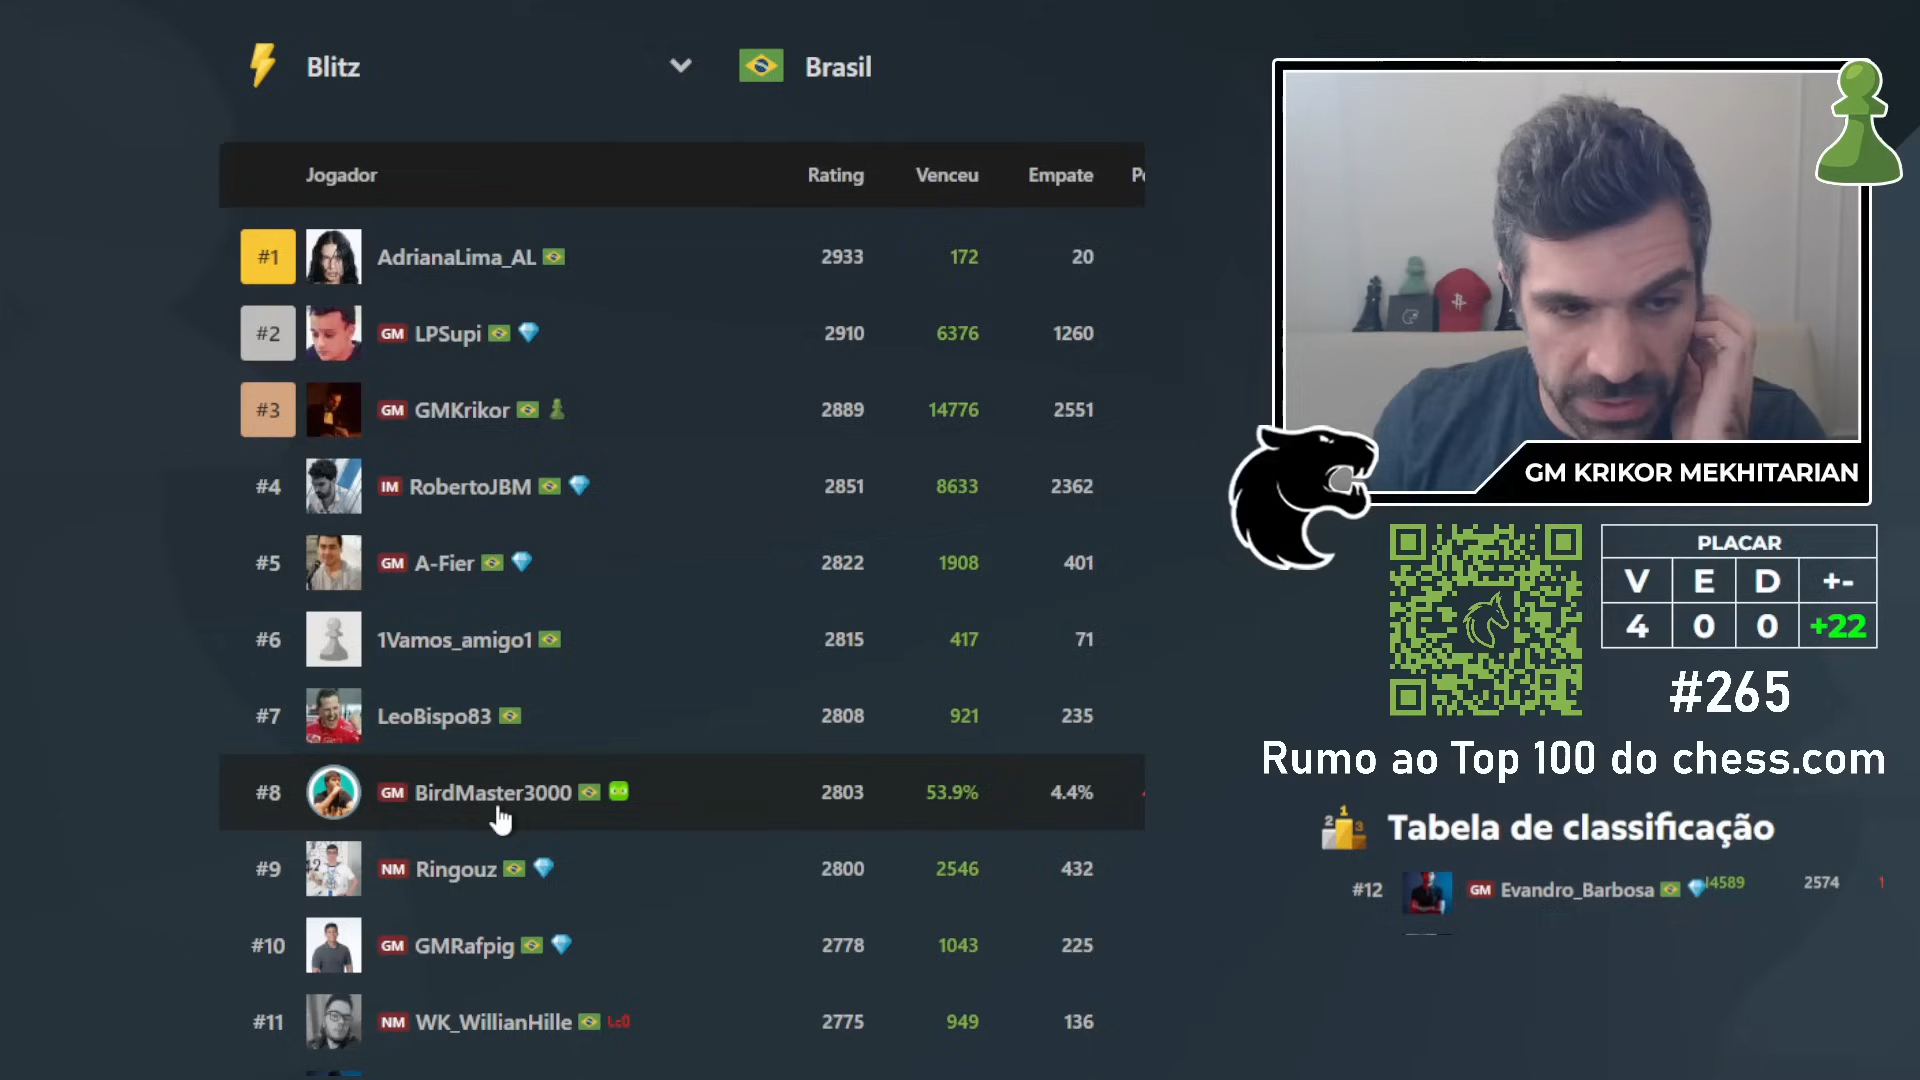 Blitz
Brasil
Jogador Rating Venceu Empate
#1 AdrianaLima_AL 2933 172 20
#2 GM LPSupi 2910 6376 1260
#3 GM GMKrikor 2889 14776 2551
#4 IM RobertoJBM 2851 8633 2362
#5 GM A-Fier 2822 1908 401
#6 1Vamos_amigo1 2815 417 71
#7 LeoBispo83 2808 921 235
#8 GM BirdMaster3000 2803 53.9% 4.4%
#9 NM Ringouz 2800 2546 432
#10 GM GMRafpig 2778 1043 225
#11 NM WK_WillianHille Lc0 2775 949 136
GM KRIKOR MEKHITARIAN
PLACAR
V E D +-
4 0 0 +22
#265
Rumo ao Top 100 do chess.com
2 1 3
Tabela de classificação
#12 GM Evandro_Barbosa 14589 2574